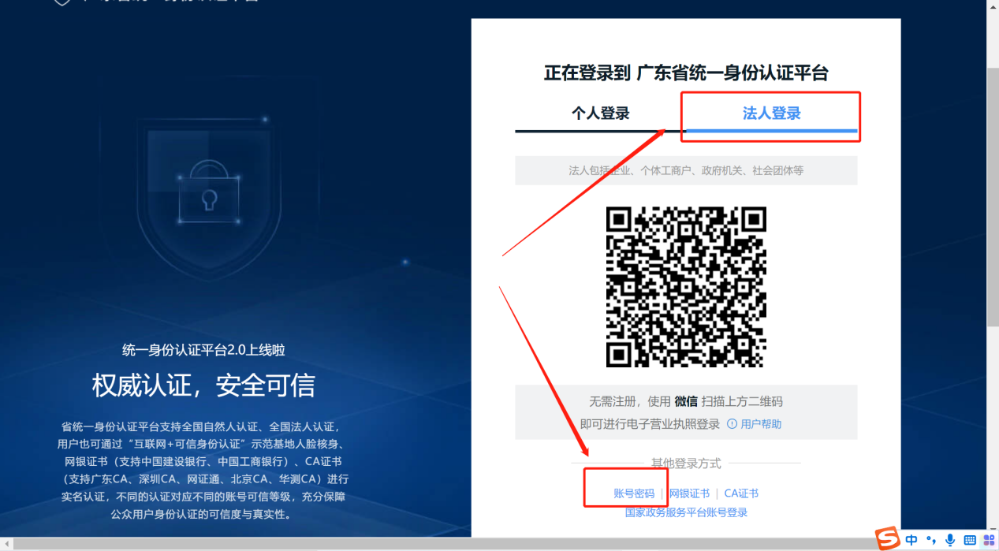 正在登录到 广东省统一身份认证平台
个人登录
法人登录
法人包括企业、个体工商户、政府机关、社会团体等
无需注册，使用 微信 扫描上方二维码
即可进行电子营业执照登录 用户帮助
其他登录方式
账号密码 | 网银证书 | CA证书
国家政务服务平台账号登录
统一身份认证平台2.0上线啦
权威认证，安全可信
省统一身份认证平台支持全国自然人认证、全国法人认证，
用户也可通过“互联网+可信身份认证”示范基地人脸核身、
网银证书（支持中国建设银行、中国工商银行）、CA证书
（支持广东CA、深圳CA、网证通、北京CA、华测CA）进行
实名认证，不同的认证对应不同的账号可信等级，充分保障
公众用户身份认证的可信度与真实性。
S 中